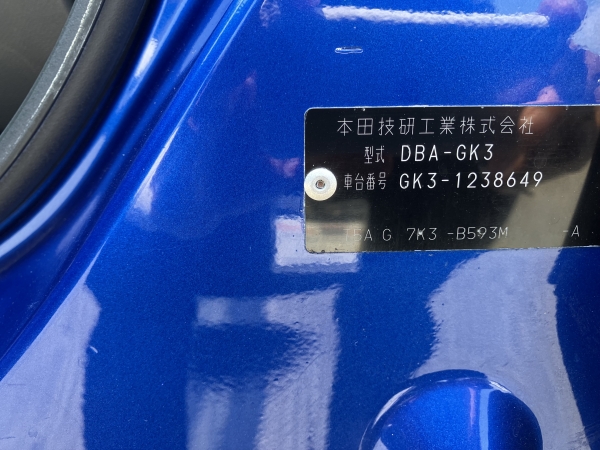 本田技研工業株式会社
型式 DBA-GK3
車台番号 GK3-1238649
A G 7K3 -B593M -A